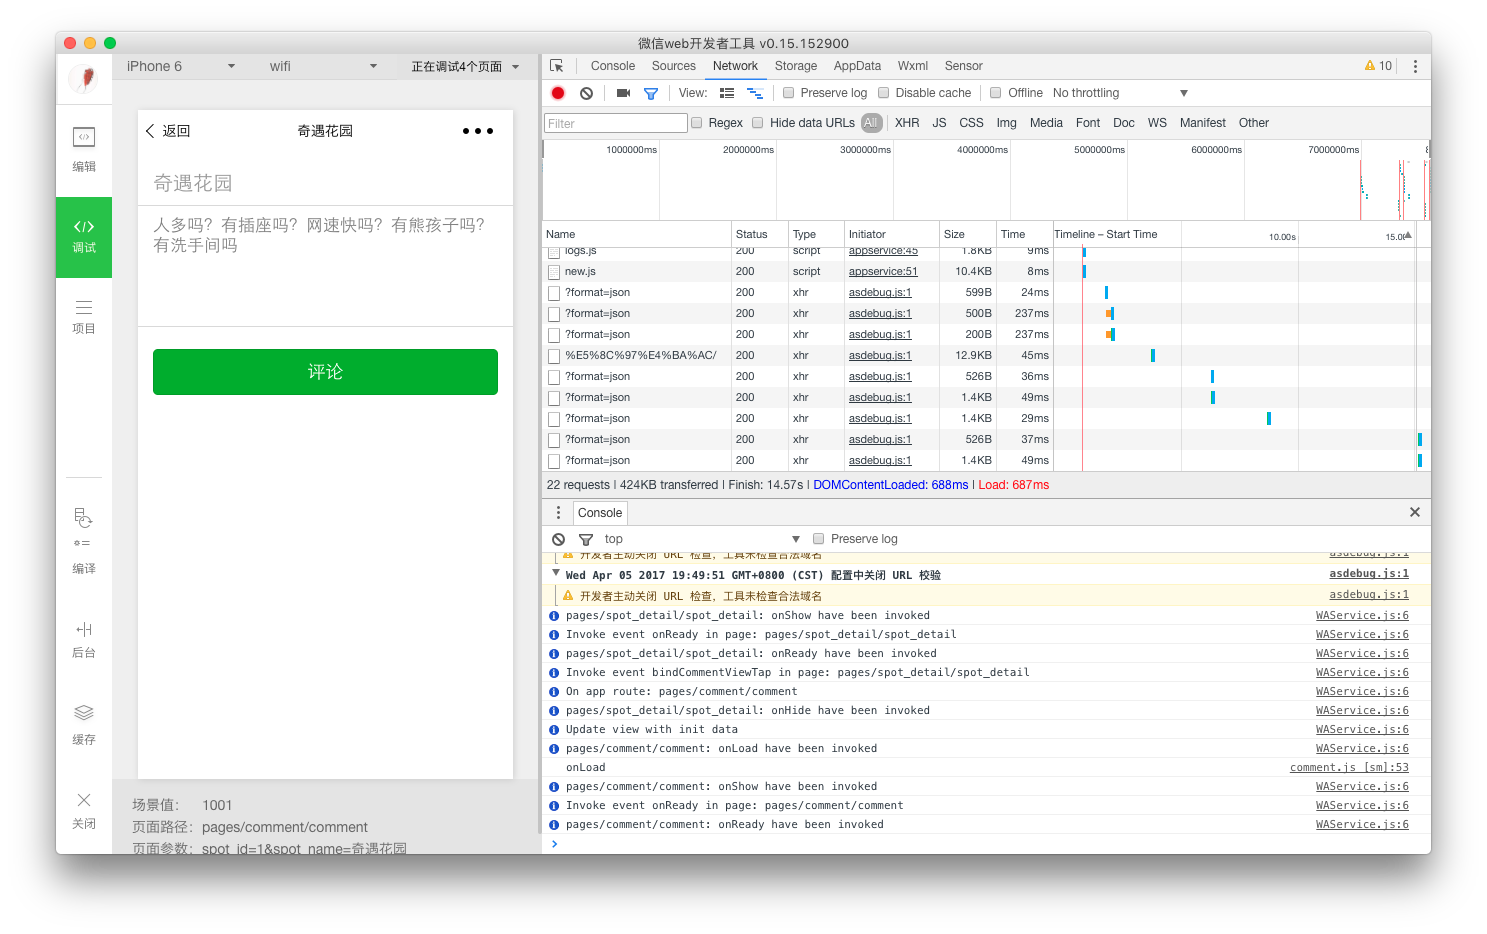 微信web开发者工具 v0.15.152900
iPhone 6
wifi
正在调试4个页面
编辑
调试
项目
编译
后台
缓存
关闭
返回
奇遇花园
奇遇花园
人多吗？有插座吗？网速快吗？有熊孩子吗？
有洗手间吗
评论
场景值： 1001
页面路径： pages/comment/comment
页面参数： spot_id=1&spot_name=奇遇花园
Console Sources Network Storage AppData Wxml Sensor 10
View: Preserve log Disable cache Offline No throttling
Filter Regex Hide data URLs All XHR JS CSS Img Media Font Doc WS Manifest Other
1000000ms 2000000ms 3000000ms 4000000ms 5000000ms 6000000ms 7000000ms 8
Name Status Type Initiator Size Time Timeline – Start Time 10.00s 15.0
logs.js 200 script appservice:45 1.8KB 9ms
new.js 200 script appservice:51 10.4KB 8ms
?format=json 200 xhr asdebug.js:1 599B 24ms
?format=json 200 xhr asdebug.js:1 500B 237ms
?format=json 200 xhr asdebug.js:1 200B 237ms
%E5%8C%97%E4%BA%AC/ 200 xhr asdebug.js:1 12.9KB 45ms
?format=json 200 xhr asdebug.js:1 526B 36ms
?format=json 200 xhr asdebug.js:1 1.4KB 49ms
?format=json 200 xhr asdebug.js:1 1.4KB 29ms
?format=json 200 xhr asdebug.js:1 526B 37ms
?format=json 200 xhr asdebug.js:1 1.4KB 49ms
22 requests | 424KB transferred | Finish: 14.57s | DOMContentLoaded: 688ms | Load: 687ms
Console
top Preserve log
开发者主动关闭 URL 检查，工具未检查合法域名 asdebug.js:1
Wed Apr 05 2017 19:49:51 GMT+0800 (CST) 配置中关闭 URL 校验 asdebug.js:1
开发者主动关闭 URL 检查，工具未检查合法域名 asdebug.js:1
pages/spot_detail/spot_detail: onShow have been invoked WAService.js:6
Invoke event onReady in page: pages/spot_detail/spot_detail WAService.js:6
pages/spot_detail/spot_detail: onReady have been invoked WAService.js:6
Invoke event bindCommentViewTap in page: pages/spot_detail/spot_detail WAService.js:6
On app route: pages/comment/comment WAService.js:6
pages/spot_detail/spot_detail: onHide have been invoked WAService.js:6
Update view with init data WAService.js:6
pages/comment/comment: onLoad have been invoked WAService.js:6
onLoad comment.js [sm]:53
pages/comment/comment: onShow have been invoked WAService.js:6
Invoke event onReady in page: pages/comment/comment WAService.js:6
pages/comment/comment: onReady have been invoked WAService.js:6